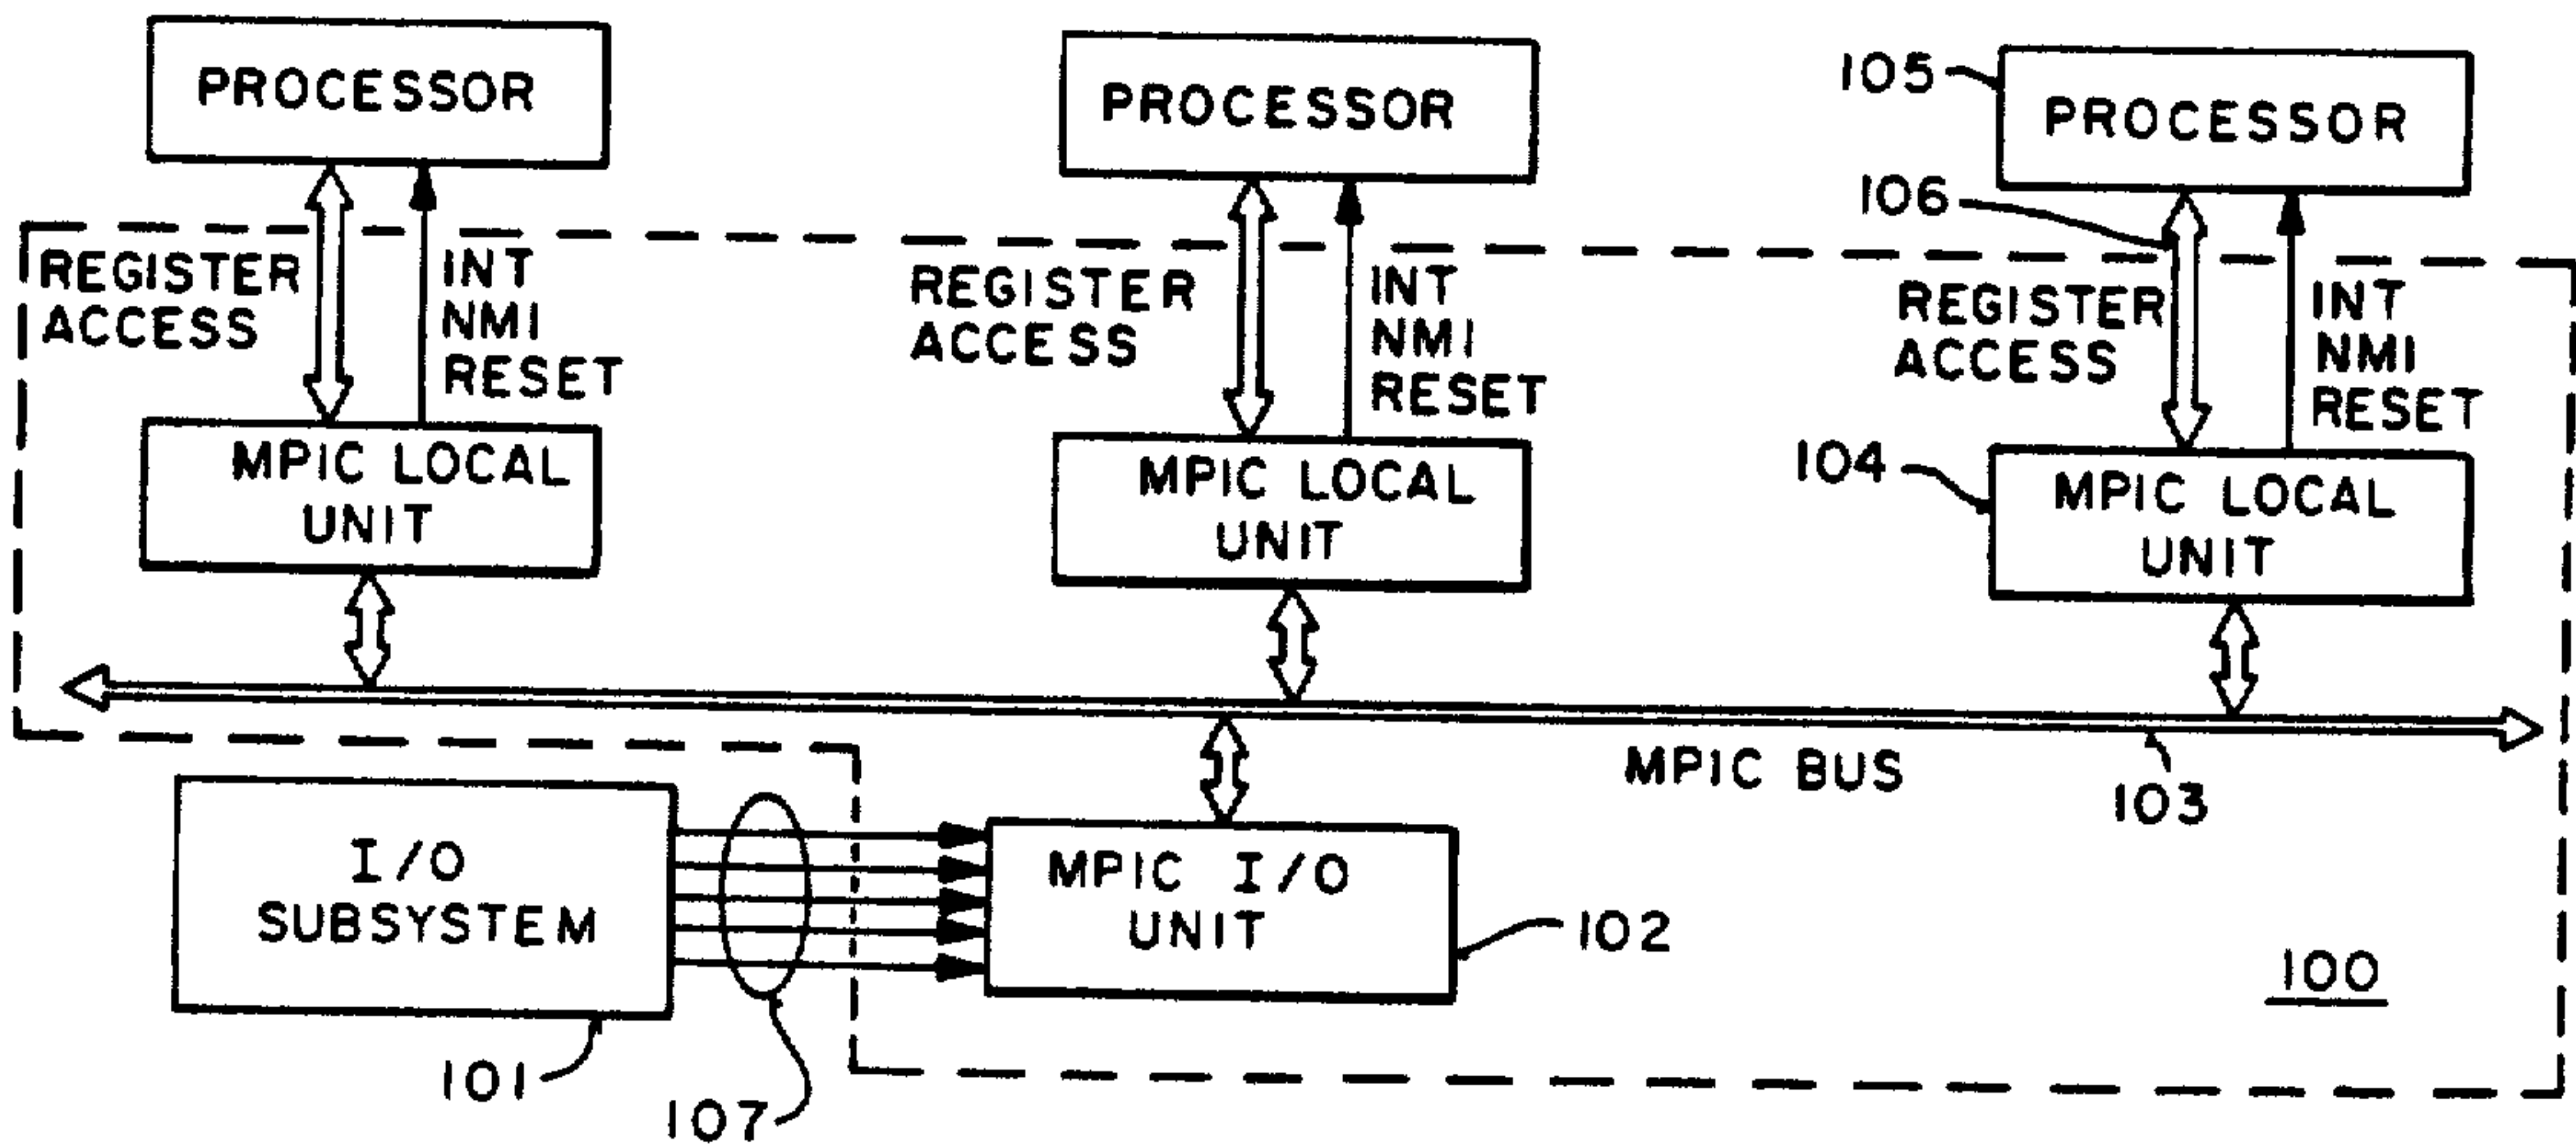 PROCESSOR
PROCESSOR
105
PROCESSOR
106
REGISTER
ACCESS
INT
NMI
RESET
REGISTER
ACCESS
INT
NMI
RESET
REGISTER
ACCESS
INT
NMI
RESET
MPIC LOCAL
UNIT
MPIC LOCAL
UNIT
104
MPIC LOCAL
UNIT
MPIC BUS
103
I/O
SUBSYSTEM
MPIC I/O
UNIT
102
100
101
107